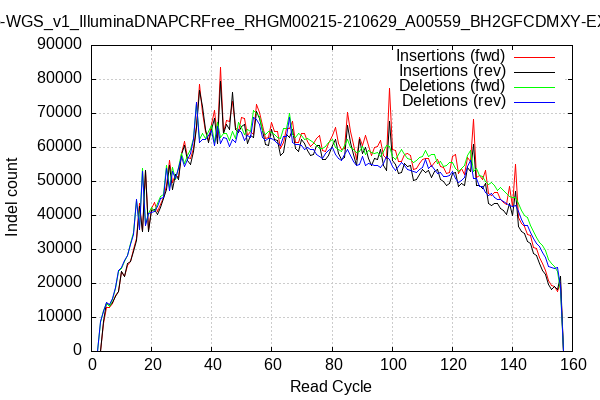 -WGS_v1_IlluminaDNAPCRFree_RHGM00215-210629_A00559_BH2GFCDMXY-EX
Insertions (fwd)
Insertions (rev)
Deletions (fwd)
Deletions (rev)
Indel count
90000
80000
70000
60000
50000
40000
30000
20000
10000
0
0 20 40 60 80 100 120 140 160
Read Cycle